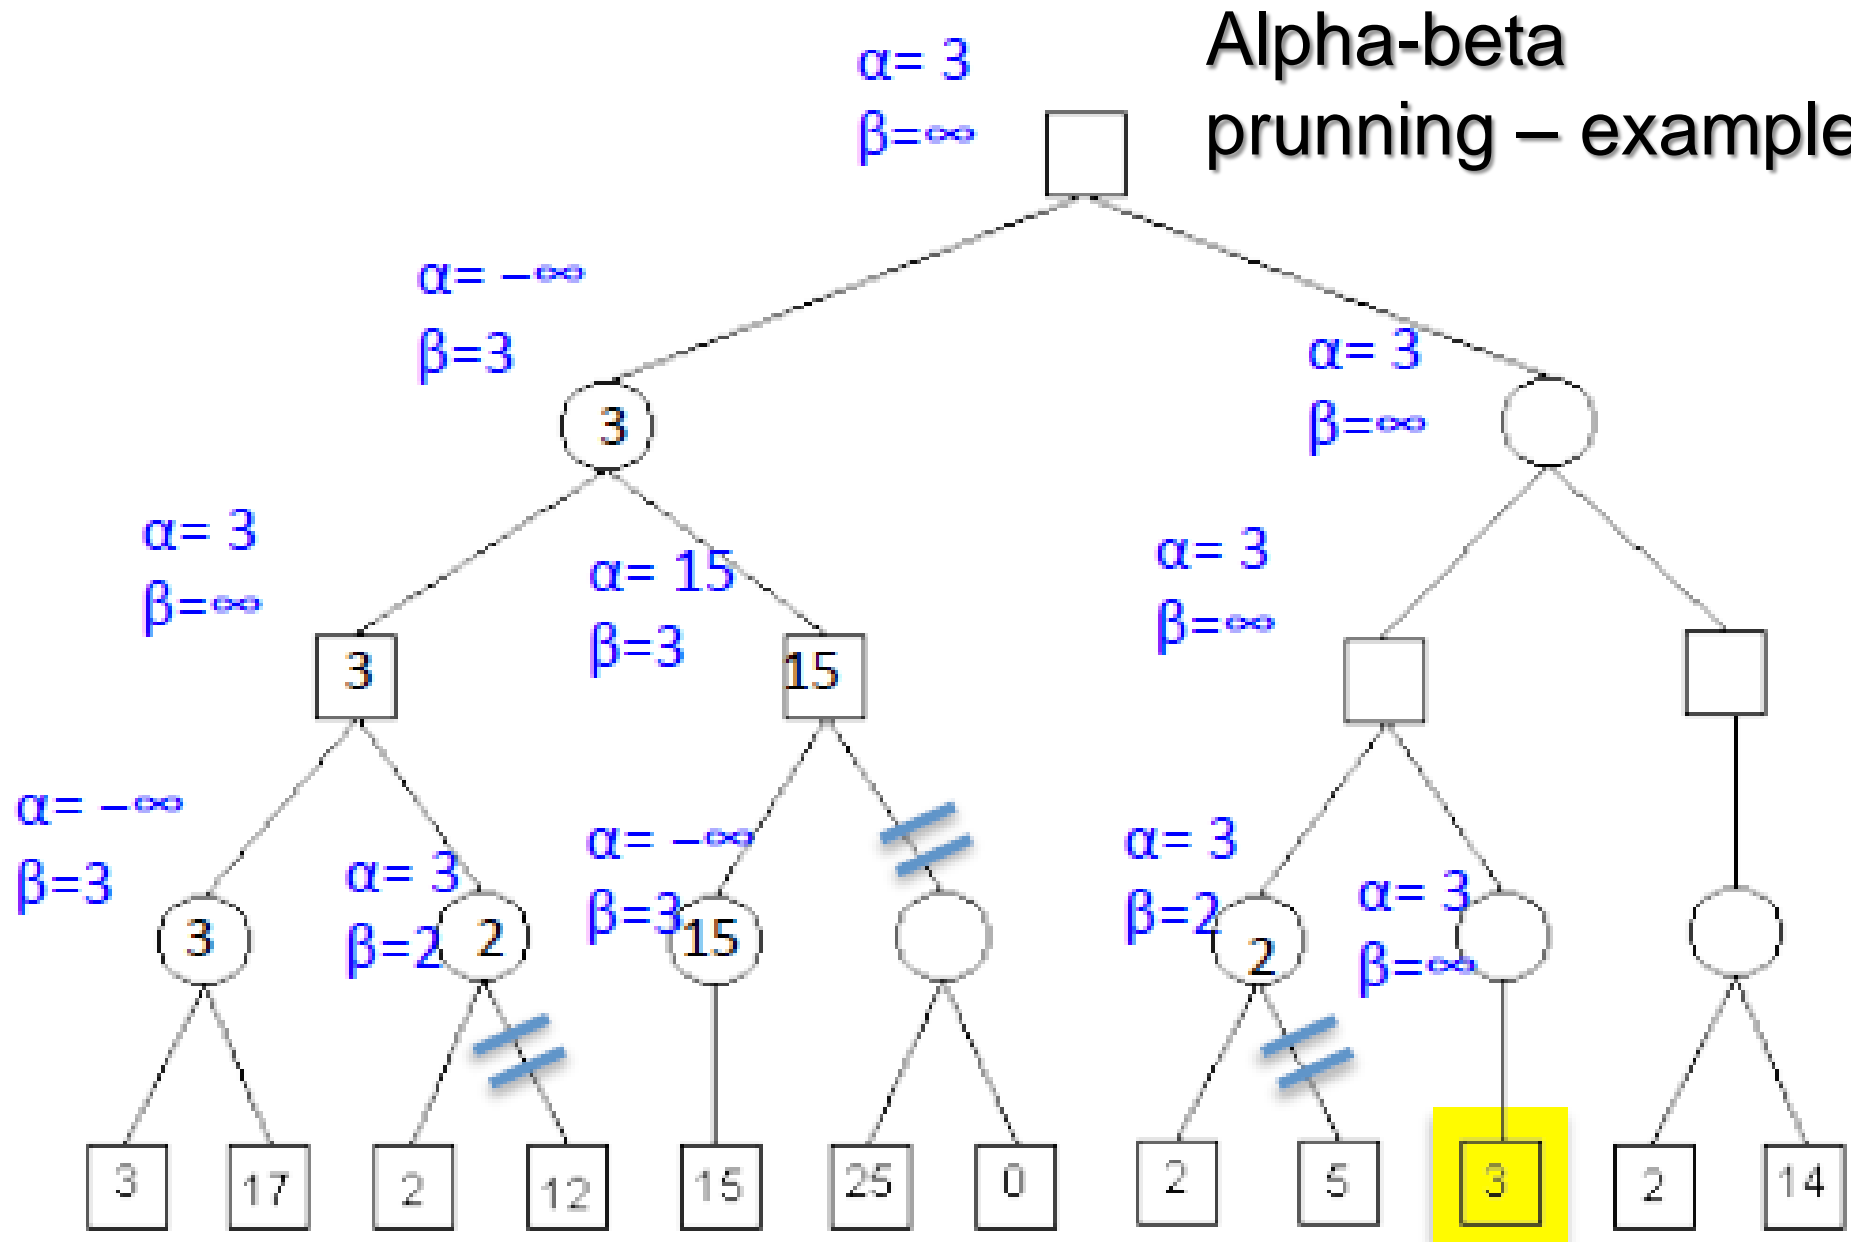 Alpha-beta
prunning – example
α= 3
β=∞
α= −∞
β=3
α= 3
β=∞
3
α= 3
β=∞
α= 15
β=3
α= 3
β=∞
3
15
α= −∞
β=3
α= 3
β=2
α= −∞
β=3
α= 3
β=2
α= 3
β=∞
3
2
15
2
3
17
2
12
15
25
0
2
5
3
2
14